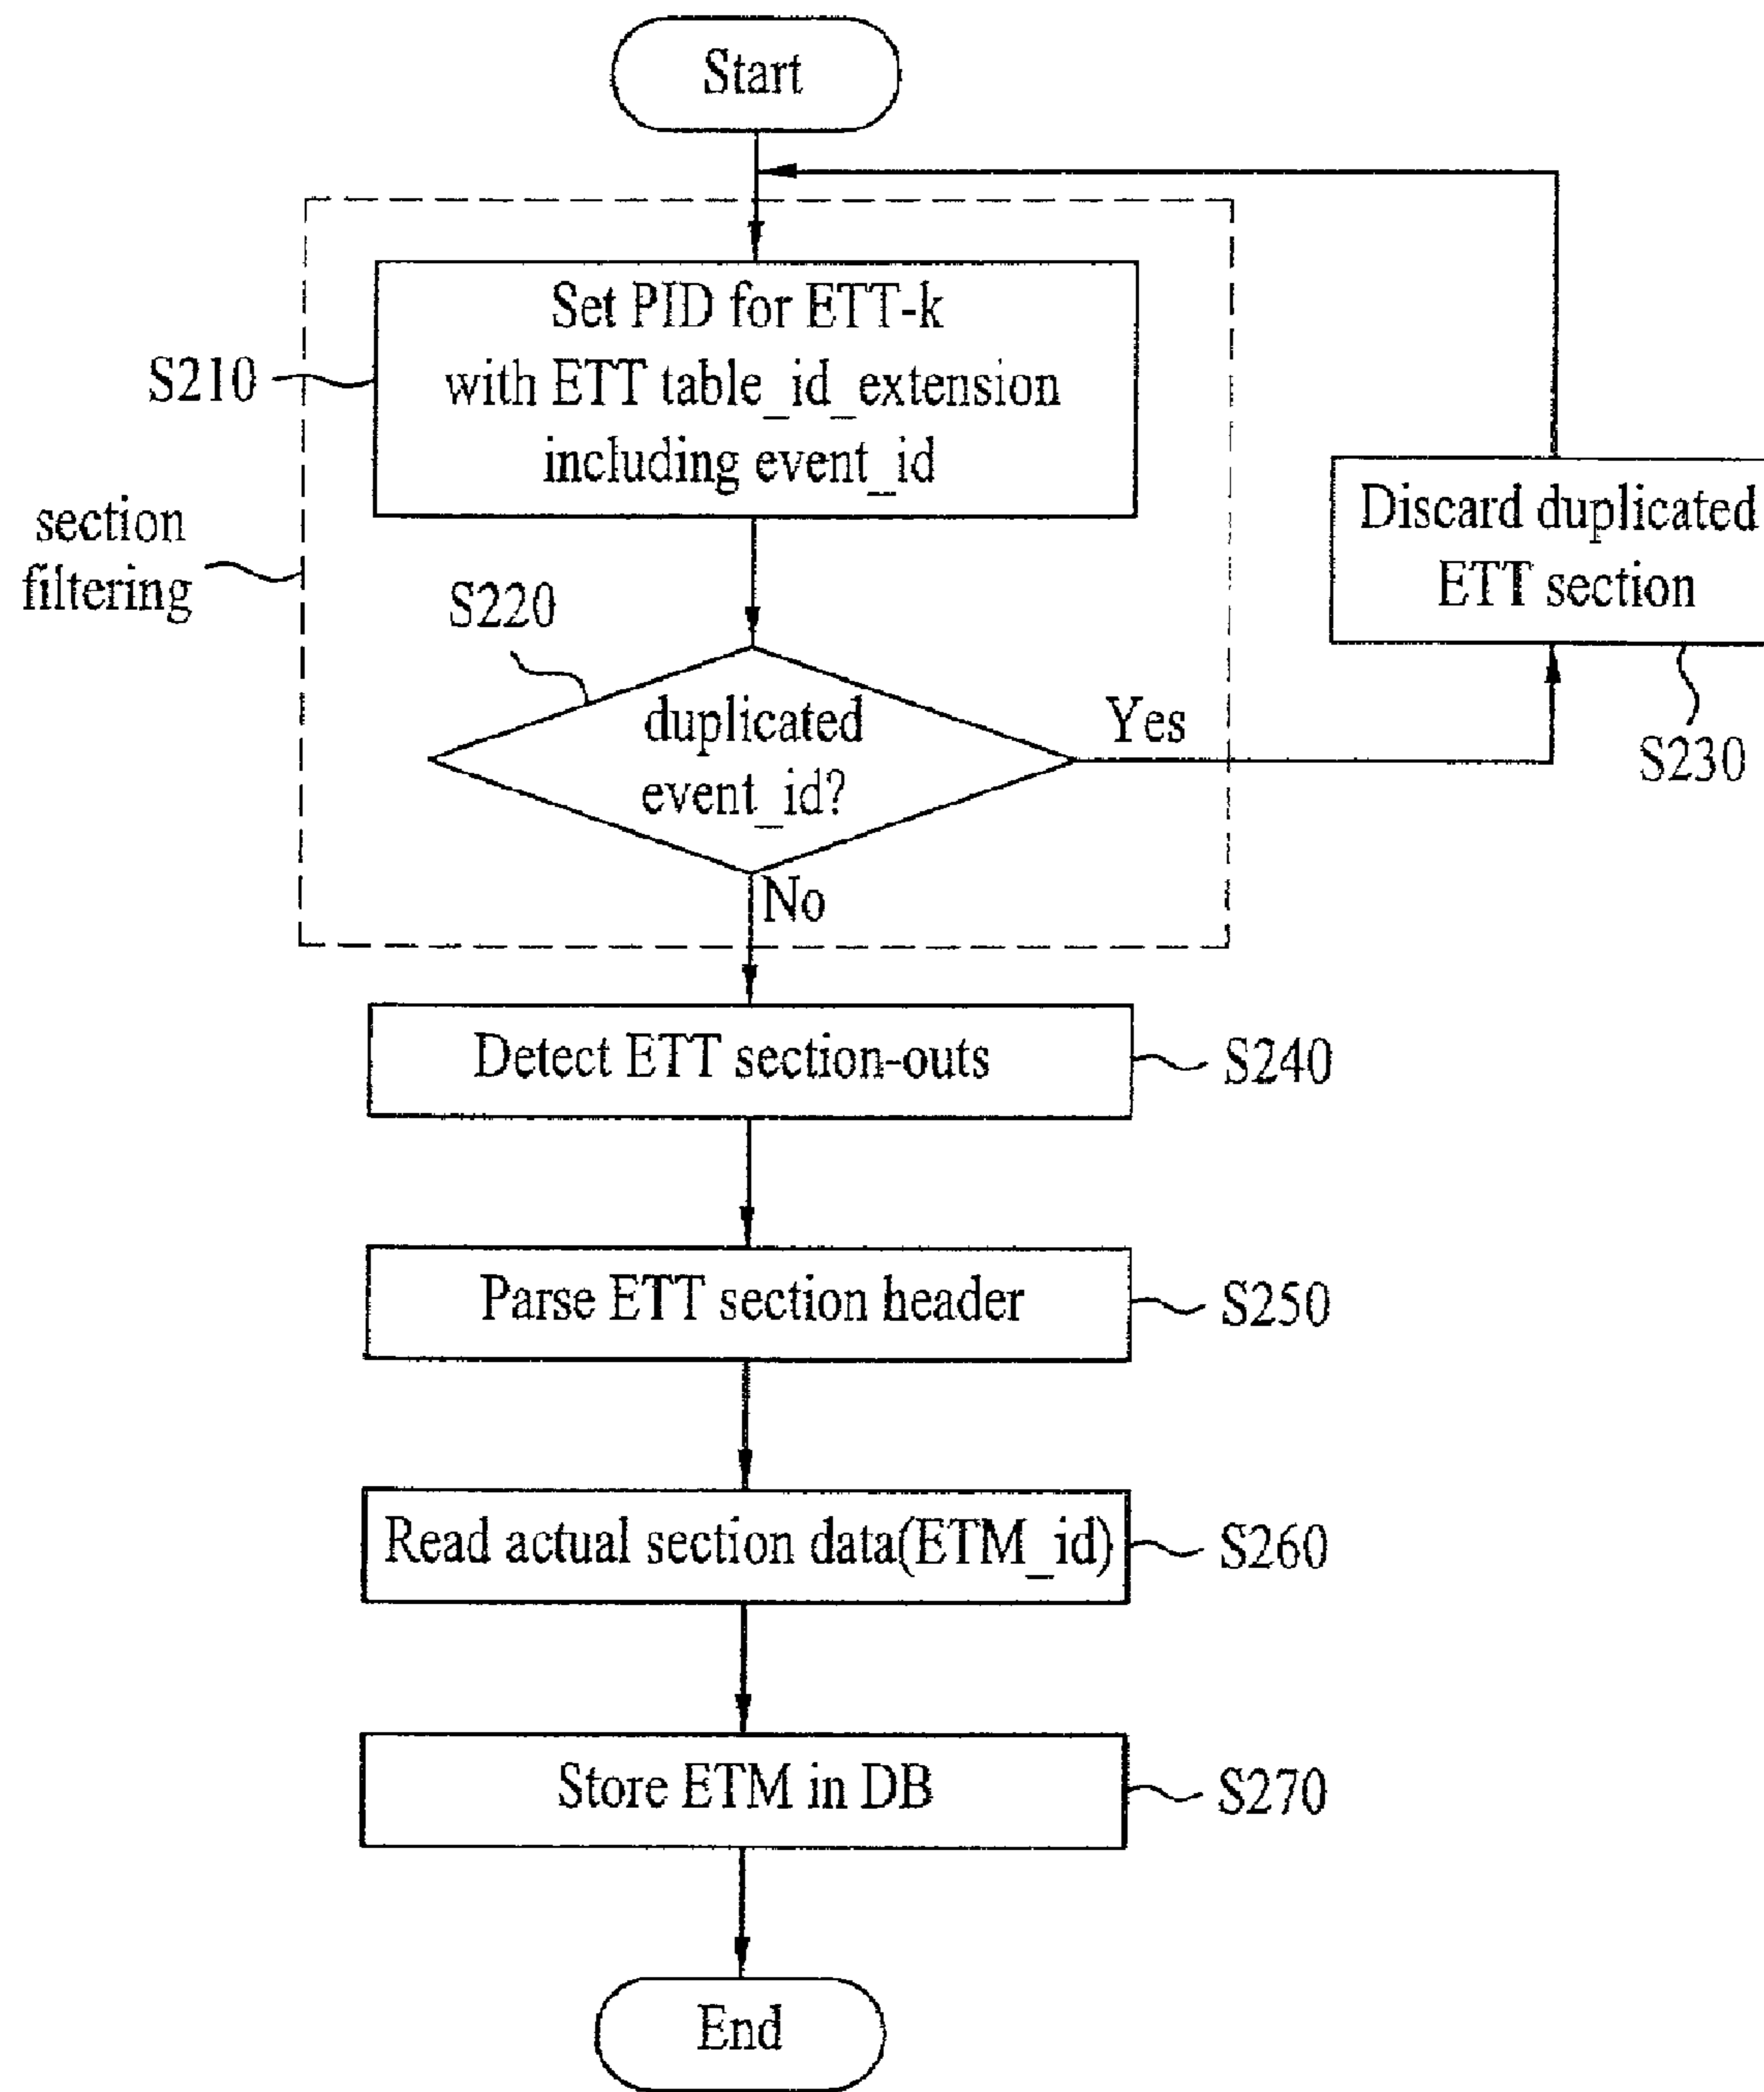 Start
Set PID for ETT-k
with ETT table_id_extension
including event_id
S210
section
filtering
Discard duplicated
ETT section
S230
S220
duplicated
event_id?
Yes
No
Detect ETT section-outs
S240
Parse ETT section header
S250
Read actual section data(ETM_id)
S260
Store ETM in DB
S270
End